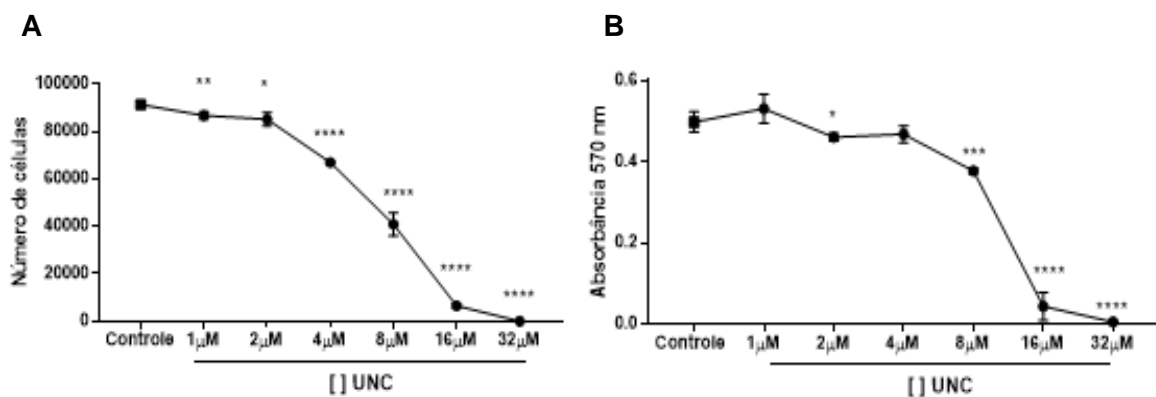 A
Número de células
100000
80000
60000
40000
20000
0
** * **** **** **** ****
Controle 1µM 2µM 4µM 8µM 16µM 32µM
[ ] UNC
B
Absorbância 570 nm
0.6
0.4
0.2
0.0
* *** **** ****
Controle 1µM 2µM 4µM 8µM 16µM 32µM
[ ] UNC